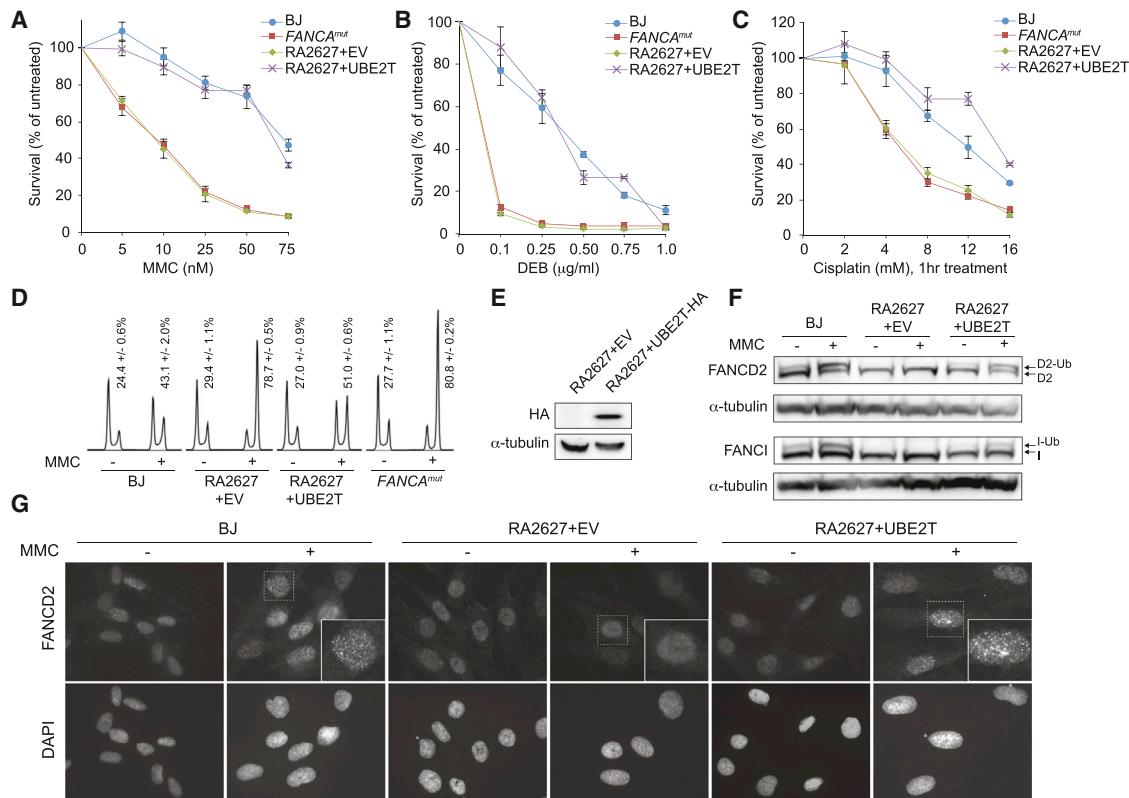 A
BJ
FANCAmut
RA2627+EV
RA2627+UBE2T
Survival (% of untreated)
120
100
80
60
40
20
0
0 5 10 25 50 75
MMC (nM)
B
BJ
FANCAmut
RA2627+EV
RA2627+UBE2T
Survival (% of untreated)
100
80
60
40
20
0
0 0.1 0.25 0.50 0.75 1.0
DEB (µg/ml)
C
BJ
FANCAmut
RA2627+EV
RA2627+UBE2T
Survival (% of untreated)
120
100
80
60
40
20
0
0 2 4 8 12 16
Cisplatin (mM), 1hr treatment
D
24.4 +/- 0.6%
43.1 +/- 2.0%
29.4 +/- 1.1%
78.7 +/- 0.5%
27.0 +/- 0.9%
51.0 +/- 0.6%
27.7 +/- 1.1%
80.8 +/- 0.2%
MMC - + - + - + - +
BJ
RA2627
+EV
RA2627
+UBE2T
FANCAmut
E
RA2627+EV
RA2627+UBE2T-HA
HA
α-tubulin
F
BJ
RA2627
+EV
RA2627
+UBE2T
MMC - + - + - +
FANCD2
D2-Ub
D2
α-tubulin
FANCI
I-Ub
I
α-tubulin
G
BJ RA2627+EV RA2627+UBE2T
MMC - + - + - +
FANCD2
DAPI